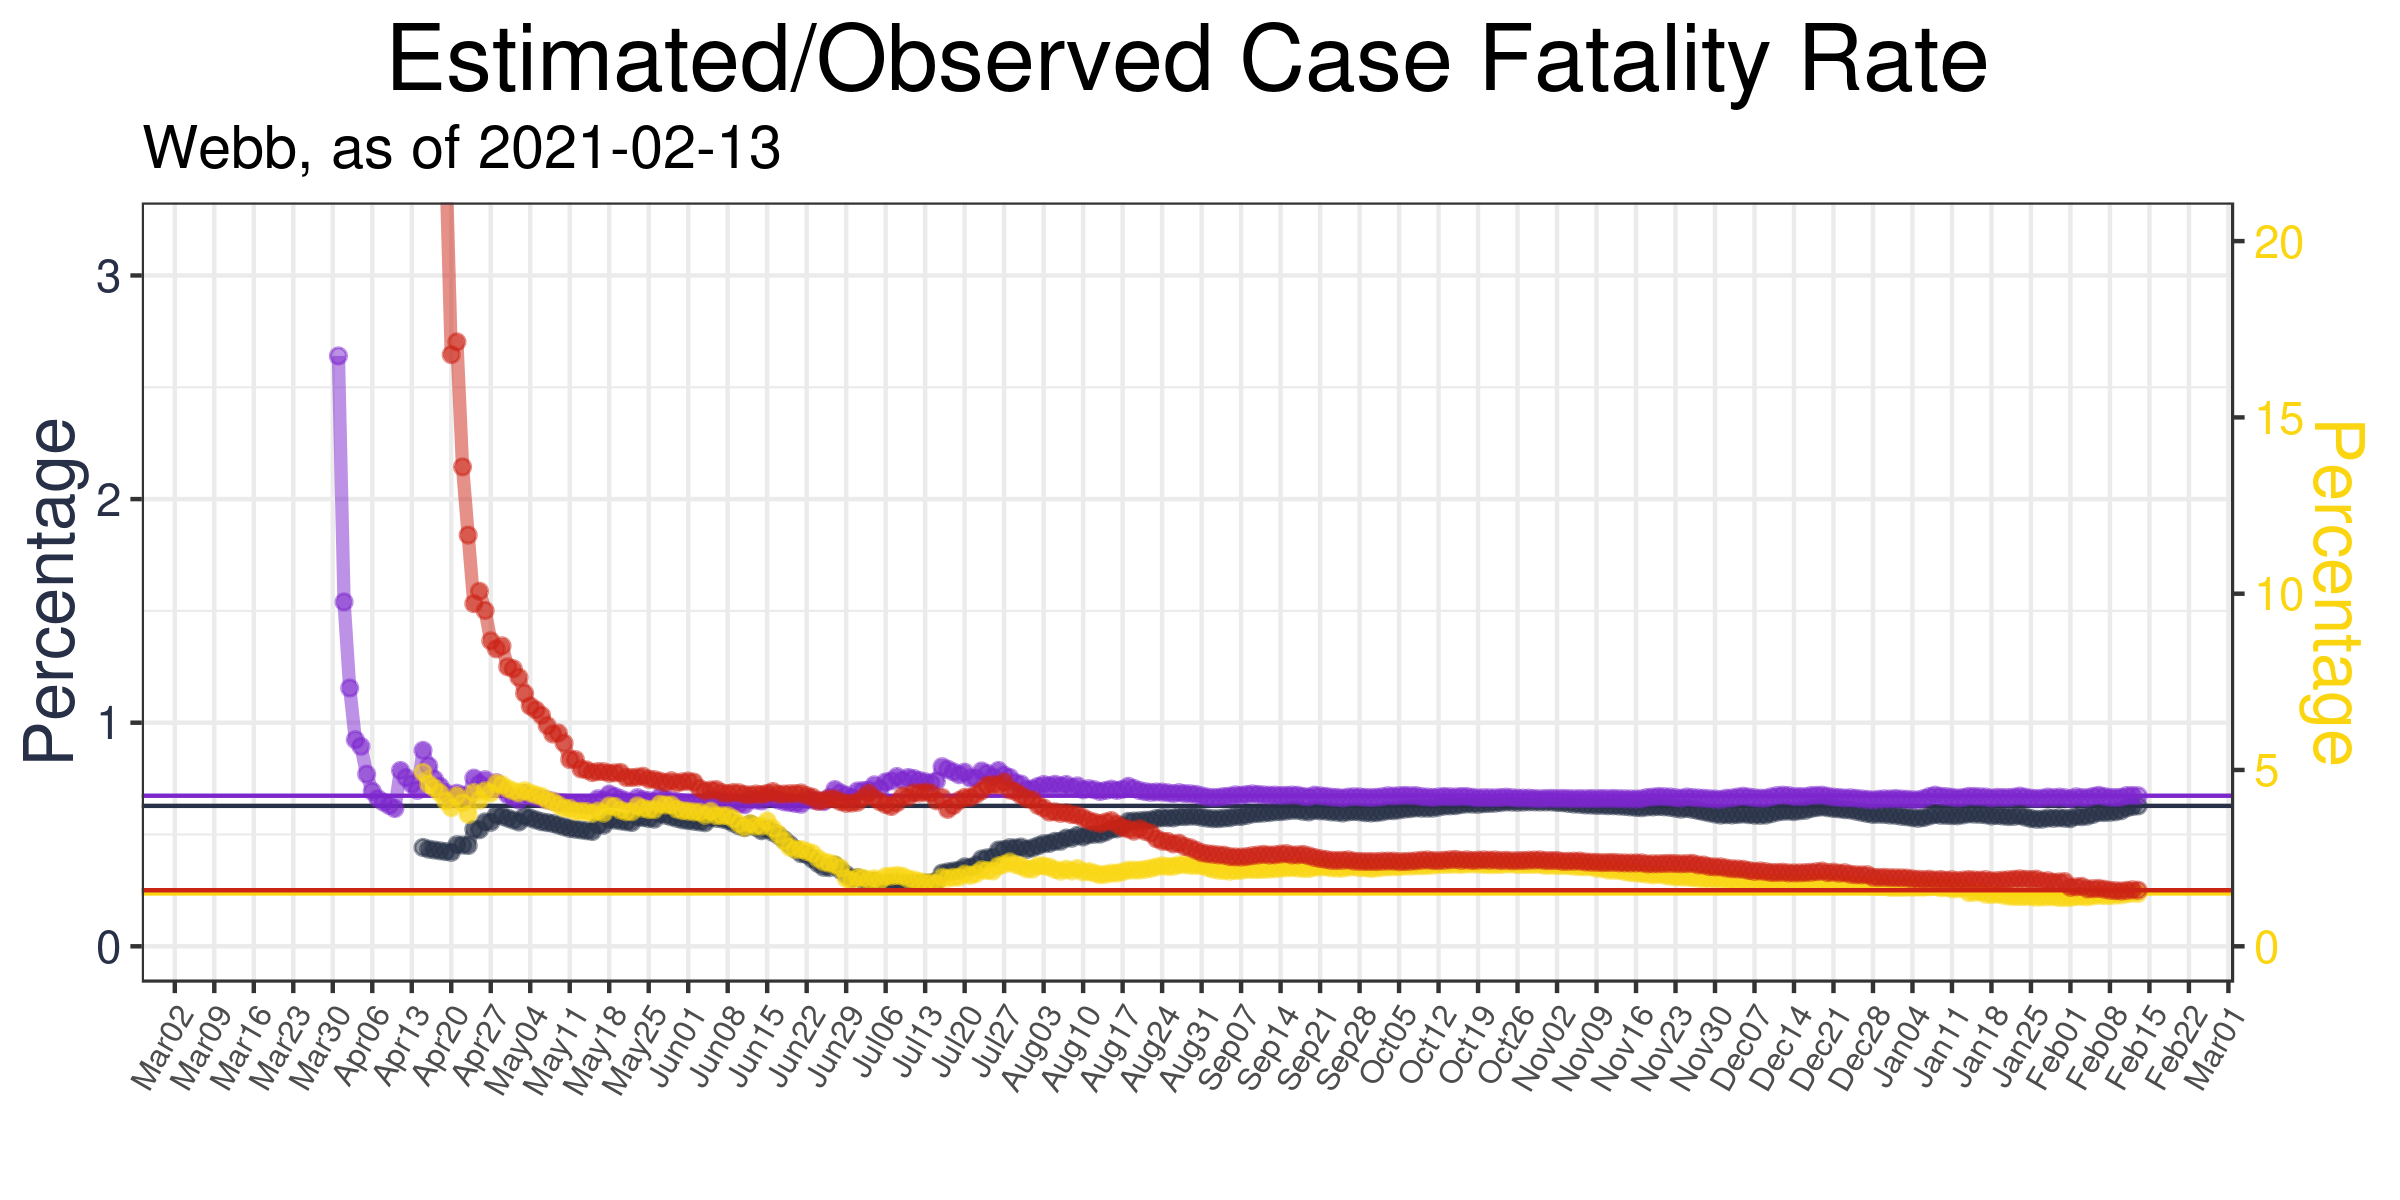 Estimated/Observed Case Fatality Rate
Webb, as of 2021-02-13
Percentage
3
2
1
0
20
15
10
5
0
Percentage
Mar02
Mar09
Mar16
Mar23
Mar30
Apr06
Apr13
Apr20
Apr27
May04
May11
May18
May25
Jun01
Jun08
Jun15
Jun22
Jun29
Jul06
Jul13
Jul20
Jul27
Aug03
Aug10
Aug17
Aug24
Aug31
Sep07
Sep14
Sep21
Sep28
Oct05
Oct12
Oct19
Oct26
Nov02
Nov09
Nov16
Nov23
Nov30
Dec07
Dec14
Dec21
Dec28
Jan04
Jan11
Jan18
Jan25
Feb01
Feb08
Feb15
Feb22
Mar01